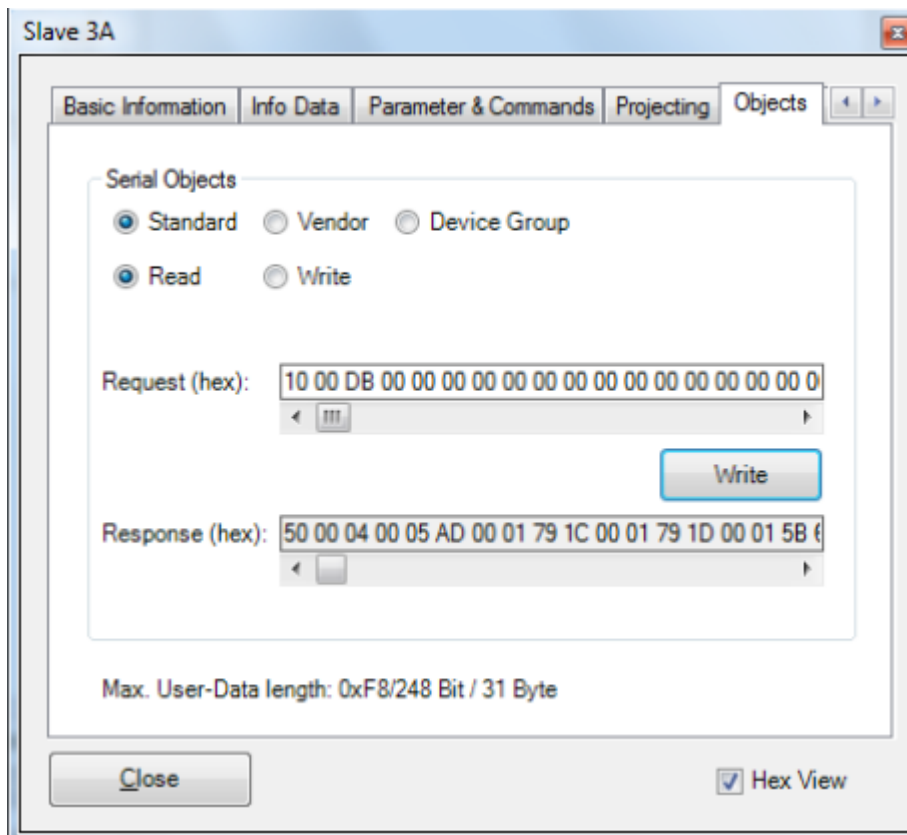 Slave 3A
Basic Information Info Data Parameter & Commands Projecting Objects
Serial Objects
Standard Vendor Device Group
Read Write
Request (hex): 10 00 DB 00 00 00 00 00 00 00 00 00 00 00 00 00
Write
Response (hex): 50 00 04 00 05 AD 00 01 79 1C 00 01 79 1D 00 01 5B
Max. User-Data length: 0xF8/248 Bit / 31 Byte
Close Hex View